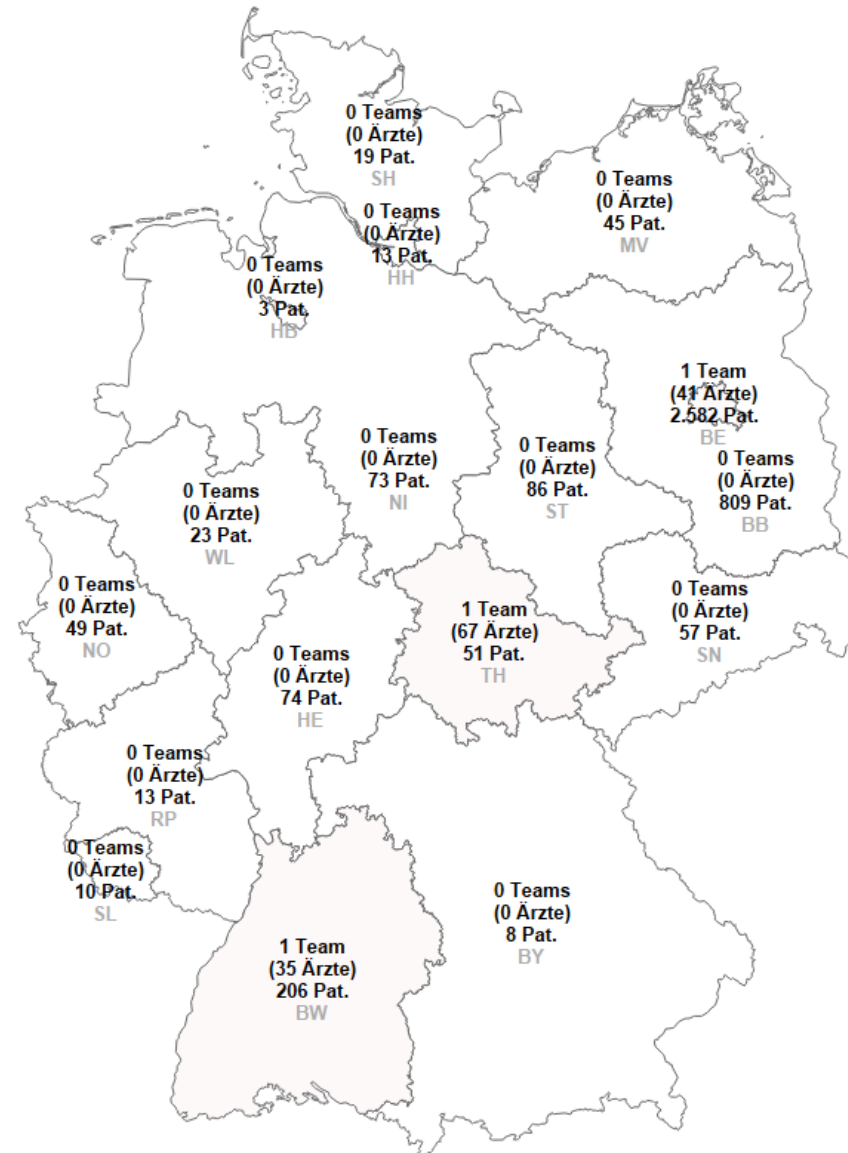 0 Teams
(0 Ärzte)
19 Pat.
SH
0 Teams
(0 Ärzte)
45 Pat.
MV
0 Teams
(0 Ärzte)
13 Pat.
HH
0 Teams
(0 Ärzte)
3 Pat.
HB
1 Team
(41 Ärzte)
2.582 Pat.
BE
0 Teams
(0 Ärzte)
73 Pat.
NI
0 Teams
(0 Ärzte)
86 Pat.
ST
0 Teams
(0 Ärzte)
809 Pat.
BB
0 Teams
(0 Ärzte)
23 Pat.
WL
0 Teams
(0 Ärzte)
49 Pat.
NO
0 Teams
(0 Ärzte)
74 Pat.
HE
1 Team
(67 Ärzte)
51 Pat.
TH
0 Teams
(0 Ärzte)
57 Pat.
SN
0 Teams
(0 Ärzte)
13 Pat.
RP
0 Teams
(0 Ärzte)
10 Pat.
SL
1 Team
(35 Ärzte)
206 Pat.
BW
0 Teams
(0 Ärzte)
8 Pat.
BY